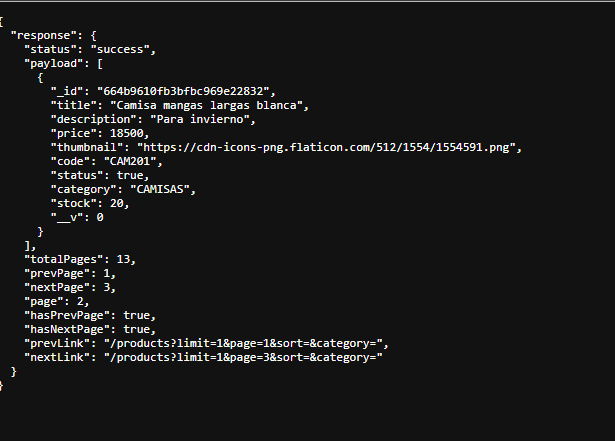 {
  "response": {
    "status": "success",
    "payload": [
      {
        "_id": "664b9610fb3bfbc969e22832",
        "title": "Camisa mangas largas blanca",
        "description": "Para invierno",
        "price": 18500,
        "thumbnail": "https://cdn-icons-png.flaticon.com/512/1554/1554591.png",
        "code": "CAM201",
        "status": true,
        "category": "CAMISAS",
        "stock": 20,
        "__v": 0
      }
    ],
    "totalPages": 13,
    "prevPage": 1,
    "nextPage": 3,
    "page": 2,
    "hasPrevPage": true,
    "hasNextPage": true,
    "prevLink": "/products?limit=1&page=1&sort=&category=",
    "nextLink": "/products?limit=1&page=3&sort=&category="
  }
}